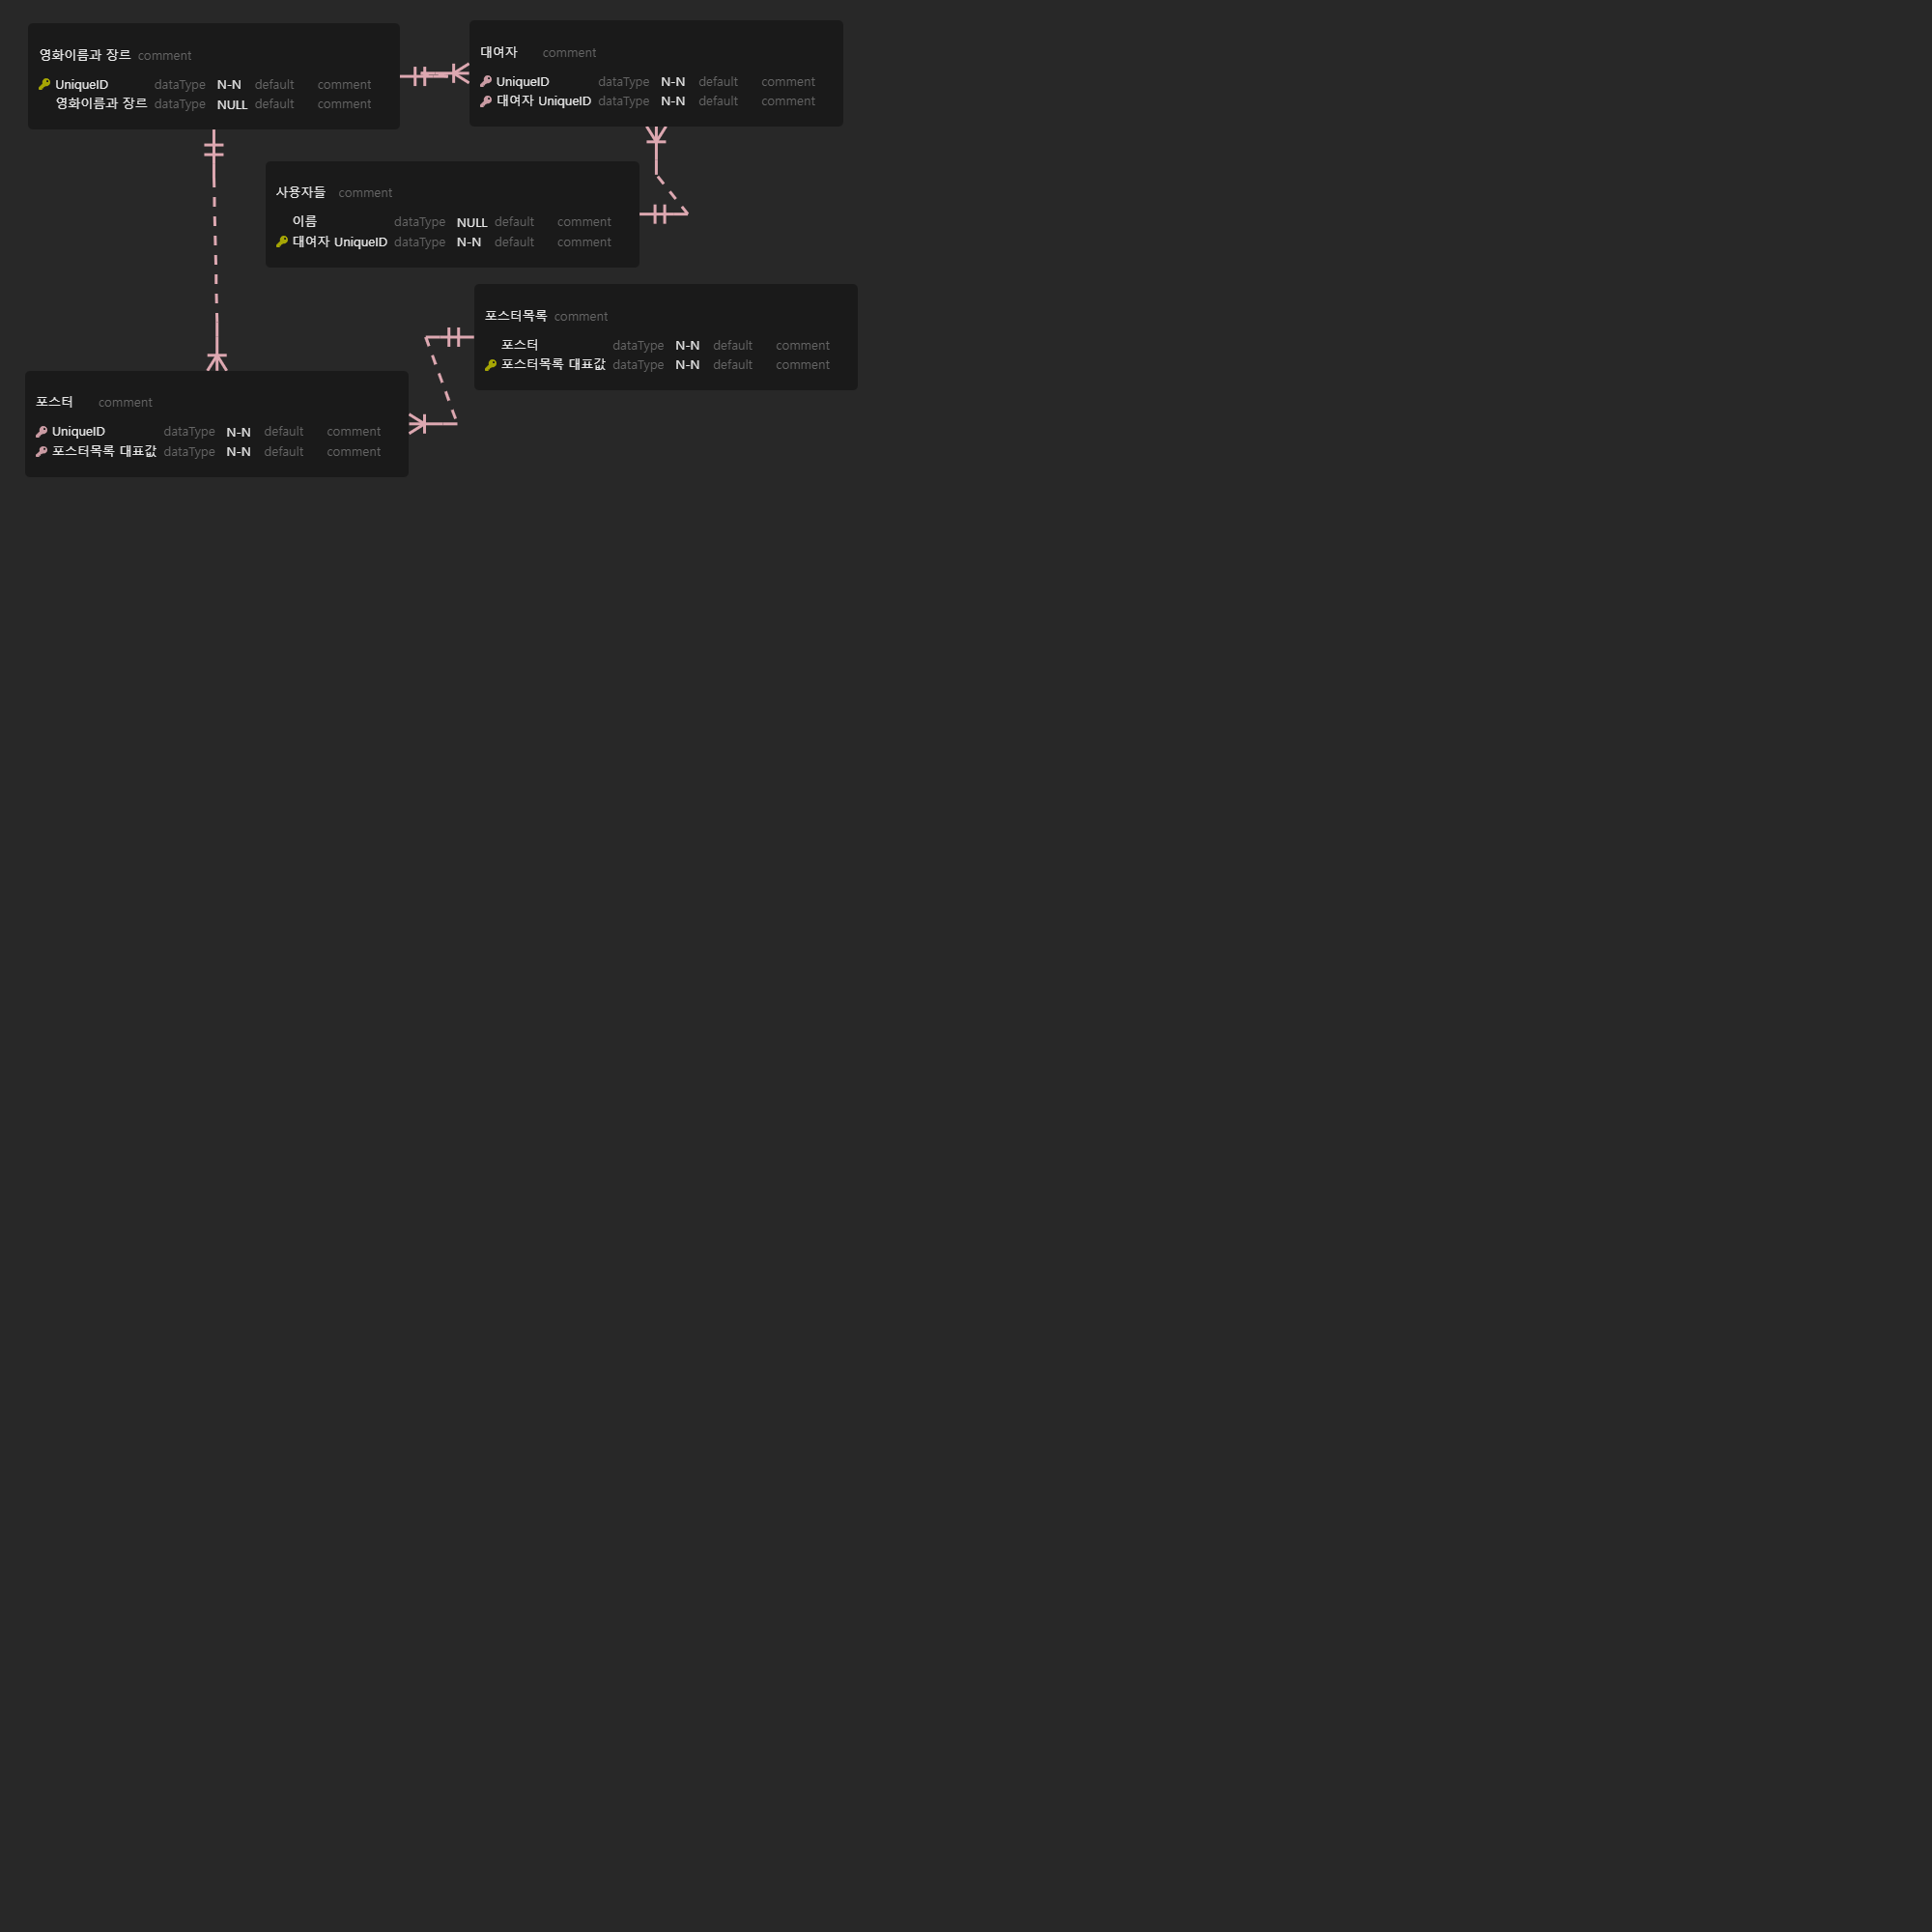 영화이름과 장르 comment
UniqueID dataType N-N default comment
영화이름과 장르 dataType NULL default comment
대여자 comment
UniqueID dataType N-N default comment
대여자 UniqueID dataType N-N default comment
사용자들 comment
이름 dataType NULL default comment
대여자 UniqueID dataType N-N default comment
포스터목록 comment
포스터 dataType N-N default comment
포스터목록 대표값 dataType N-N default comment
포스터 comment
UniqueID dataType N-N default comment
포스터목록 대표값 dataType N-N default comment